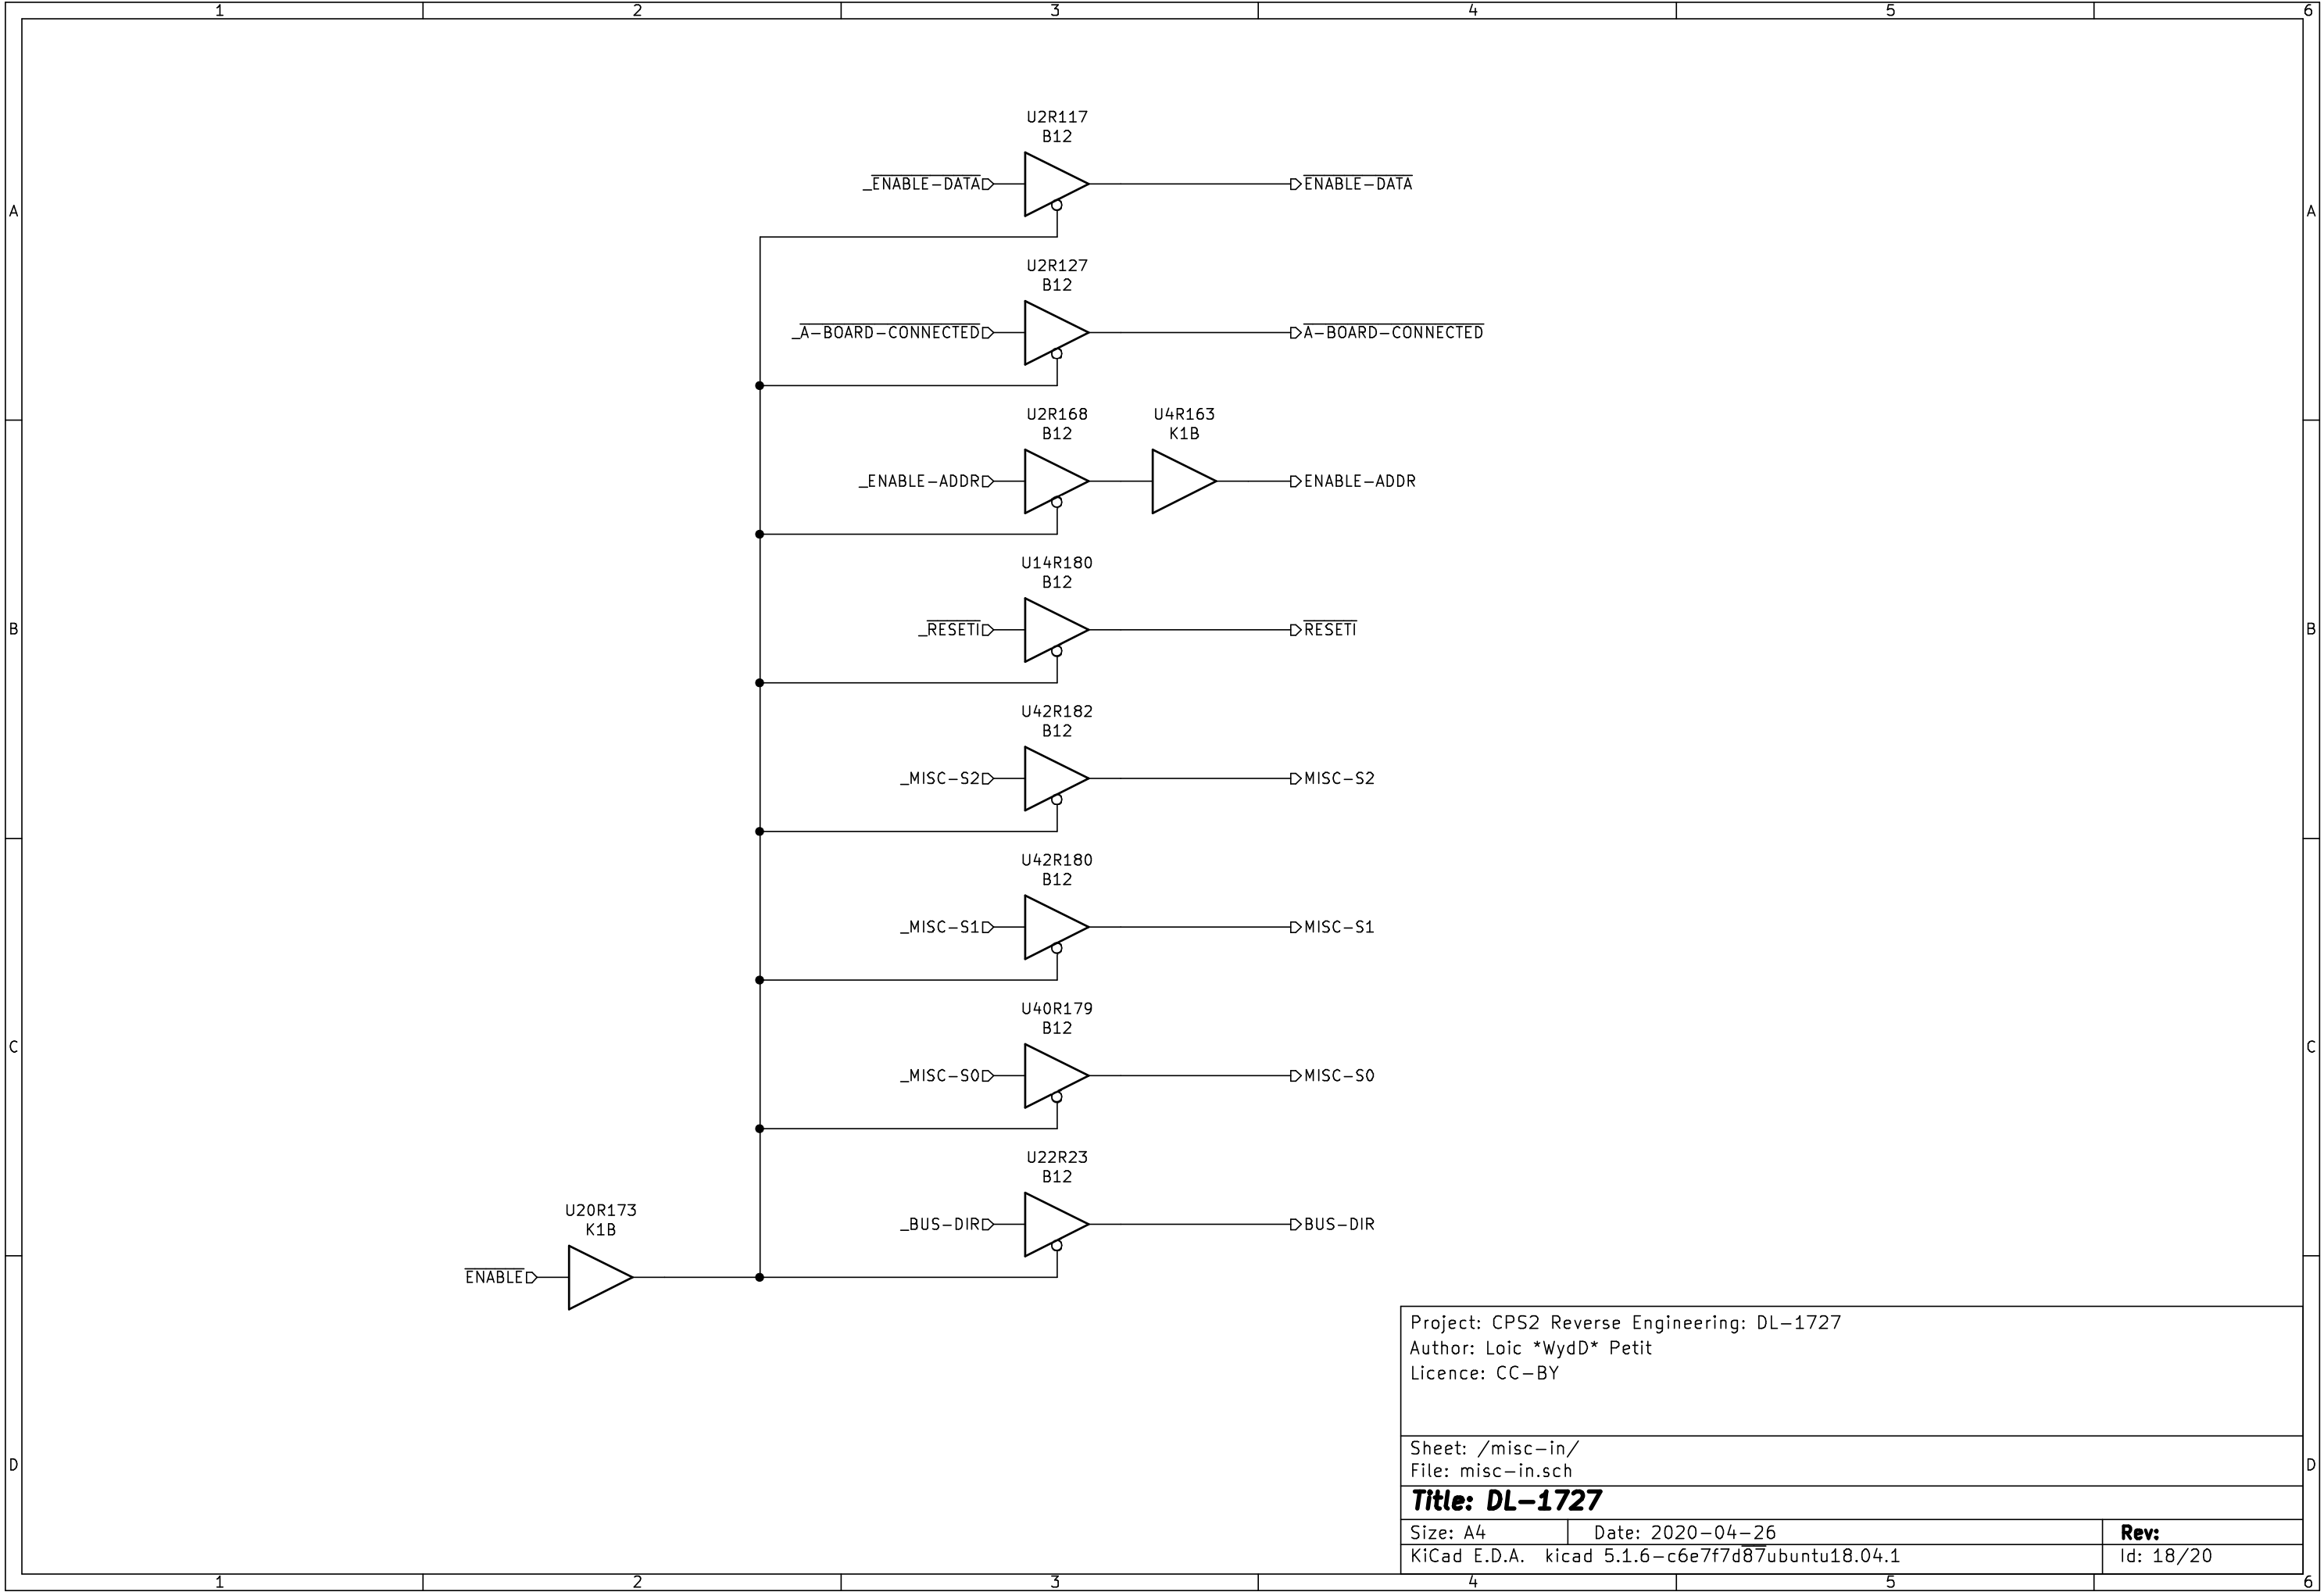 1 2 3 4 5 6
U2R117
B12
_ENABLE-DATA ENABLE-DATA
A A
U2R127
B12
_A-BOARD-CONNECTED A-BOARD-CONNECTED
U2R168 U4R163
B12 K1B
_ENABLE-ADDR ENABLE-ADDR
U14R180
B12
B _RESETI RESETI B
U42R182
B12
_MISC-S2 MISC-S2
U42R180
B12
_MISC-S1 MISC-S1
U40R179
B12
C C
_MISC-S0 MISC-S0
U22R23
B12
U20R173
K1B
_BUS-DIR BUS-DIR
ENABLE
Project: CPS2 Reverse Engineering: DL-1727
Author: Loic *WydD* Petit
Licence: CC-BY
Sheet: /misc-in/
D D
File: misc-in.sch
Title: DL-1727
Size: A4 Date: 2020-04-26 Rev:
KiCad E.D.A. kicad 5.1.6-c6e7f7d87ubuntu18.04.1 Id: 18/20
1 2 3 4 5 6